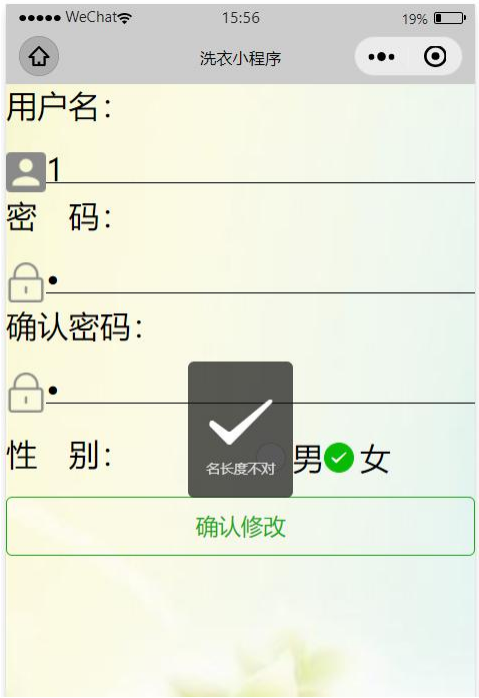 ●●●●● WeChat 15:56 19%
洗衣小程序
用户名：
1
密 码：
•
确认密码：
•
性 别： 男 女
名长度不对
确认修改